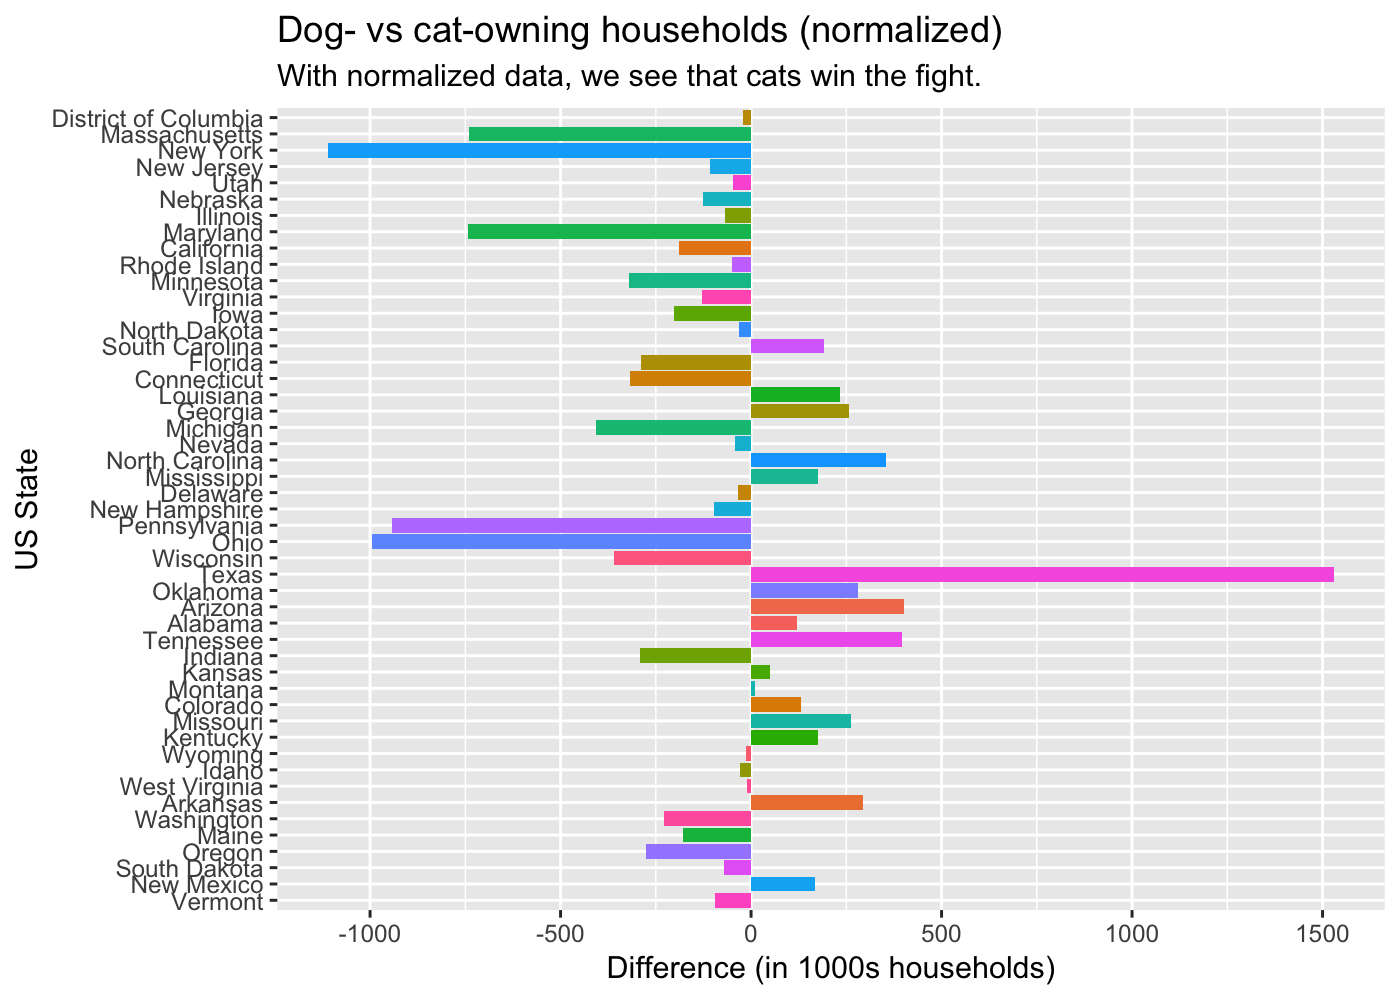 Dog- vs cat-owning households (normalized)
With normalized data, we see that cats win the fight.
District of Columbia
Massachusetts
New York
New Jersey
Utah
Nebraska
Illinois
Maryland
California
Rhode Island
Minnesota
Virginia
Iowa
North Dakota
South Carolina
Florida
Connecticut
Louisiana
Georgia
Michigan
Nevada
North Carolina
Mississippi
Delaware
New Hampshire
Pennsylvania
Ohio
Wisconsin
Texas
Oklahoma
Arizona
Alabama
Tennessee
Indiana
Kansas
Montana
Colorado
Missouri
Kentucky
Wyoming
Idaho
West Virginia
Arkansas
Washington
Maine
Oregon
South Dakota
New Mexico
Vermont
US State
-1000 -500 0 500 1000 1500
Difference (in 1000s households)